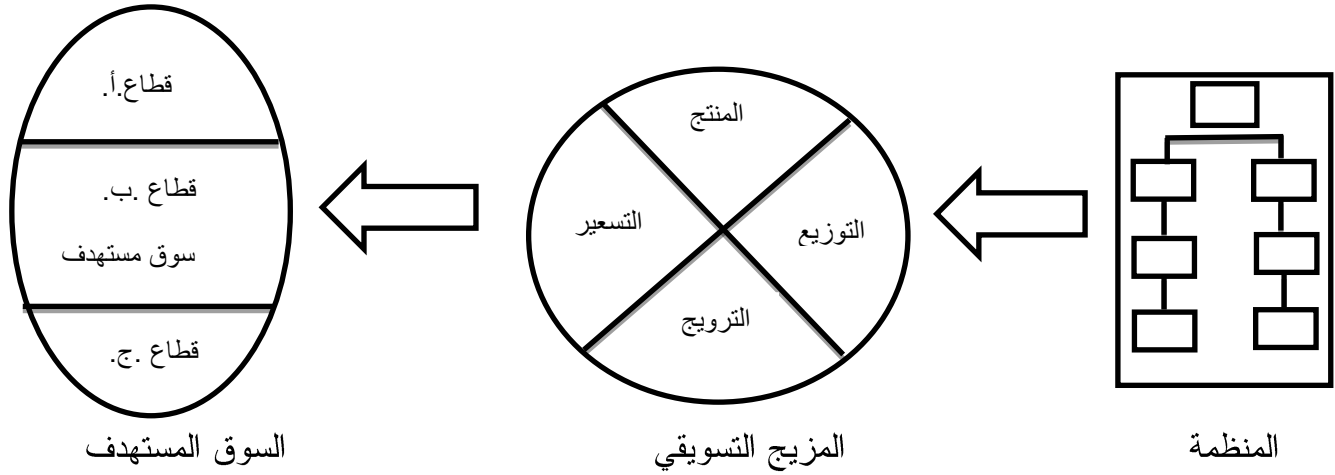 المنظمة
المنتج
التوزيع
التسعير
الترويج
المزيج التسويقي
قطاع.أ.
قطاع .ب.
سوق مستهدف
قطاع .ج.
السوق المستهدف